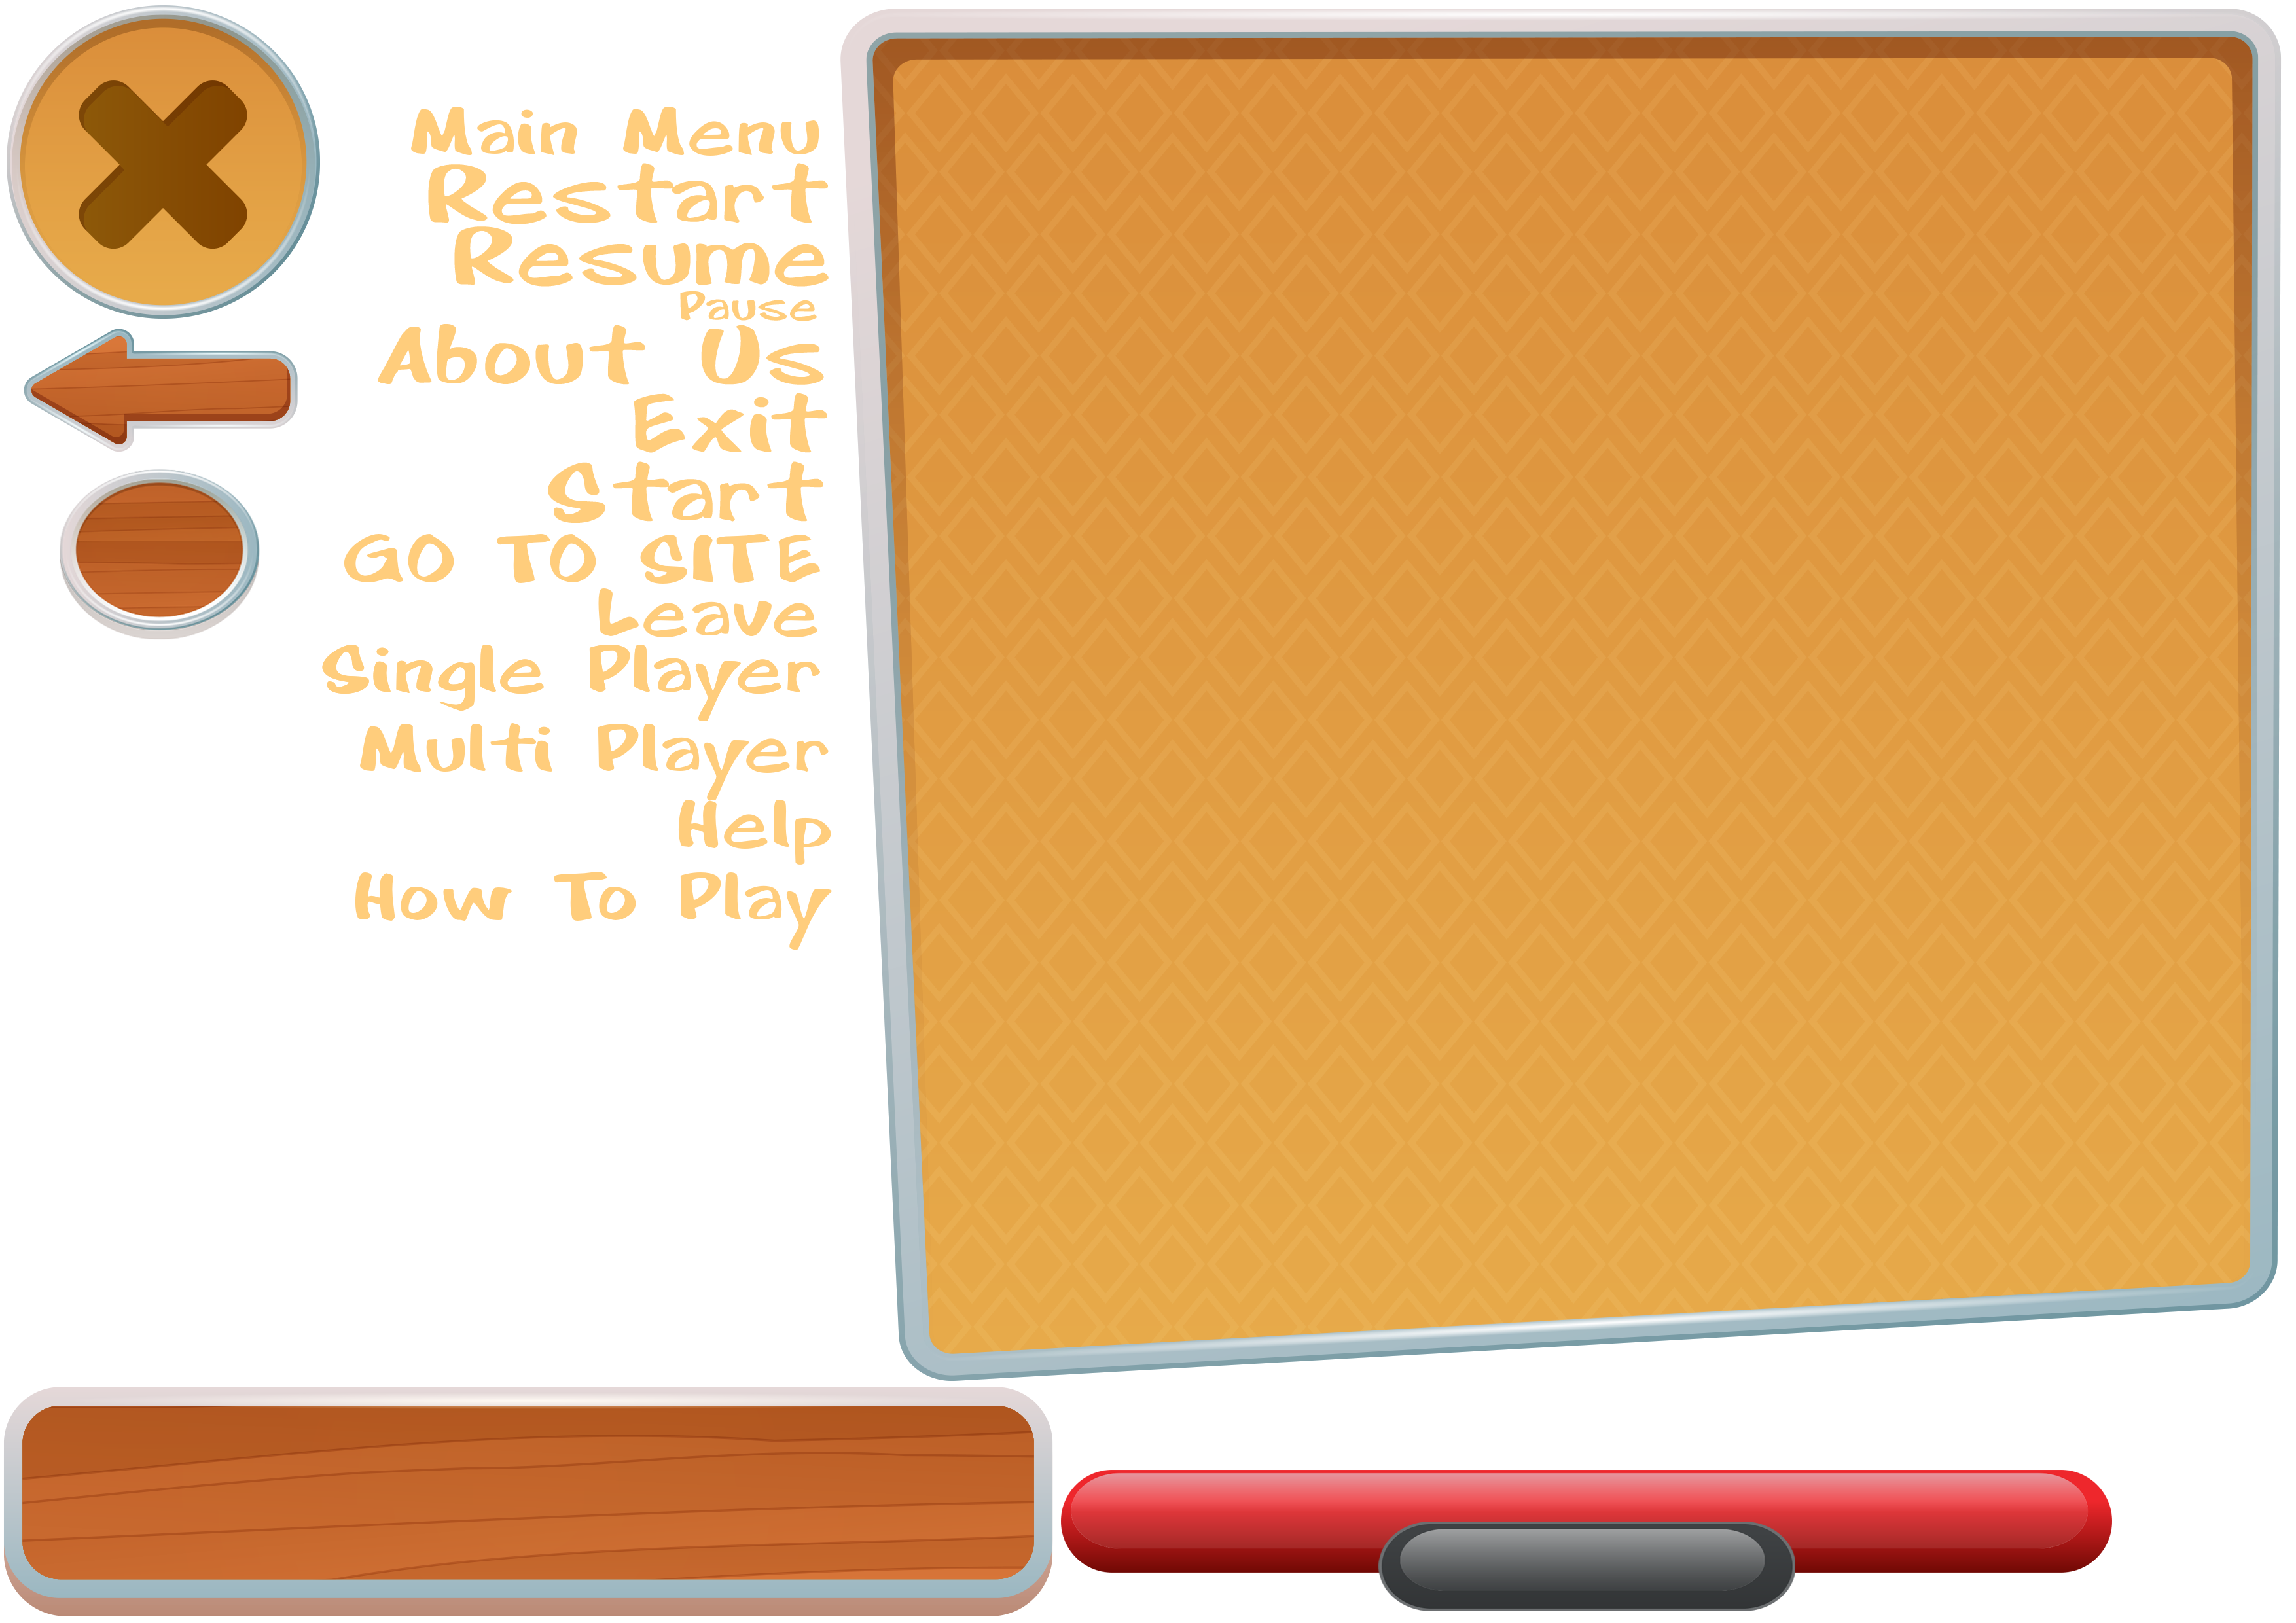 Main Menu
Restart
Resume
Pause
About Us
Exit
Start
GO TO SITE
Leave
Single Player
Multi Player
Help
How To Play